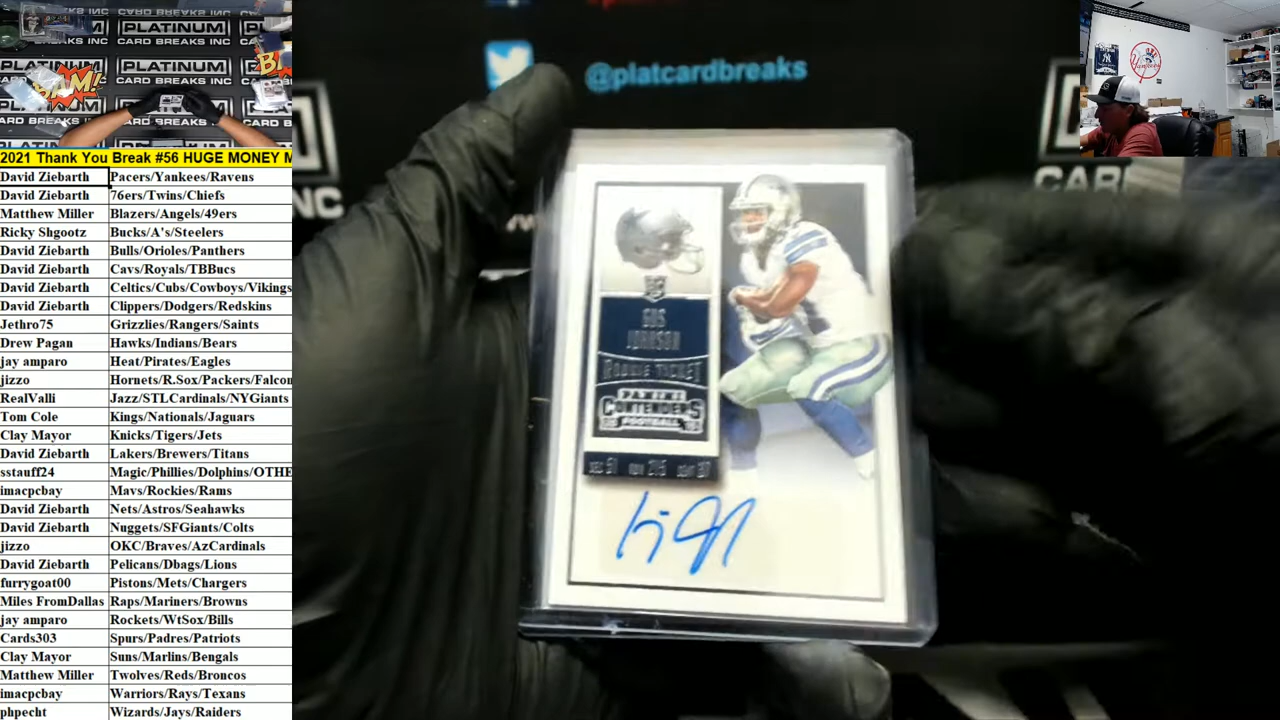 PLATINUM
CARD BREAKS INC
BAM!
@platcardbreaks
Yankees
2021 Thank You Break #56 HUGE MONEY M
David Ziebarth Pacers/Yankees/Ravens
David Ziebarth 76ers/Twins/Chiefs
Matthew Miller Blazers/Angels/49ers
Ricky Shgootz Bucks/A's/Steelers
David Ziebarth Bulls/Orioles/Panthers
David Ziebarth Cavs/Royals/TBBucs
David Ziebarth Celtics/Cubs/Cowboys/Vikings
David Ziebarth Clippers/Dodgers/Redskins
Jethro75 Grizzlies/Rangers/Saints
Drew Pagan Hawks/Indians/Bears
jay amparo Heat/Pirates/Eagles
jizzo Hornets/R.Sox/Packers/Falcon
RealValli Jazz/STLCardinals/NYGiants
Tom Cole Kings/Nationals/Jaguars
Clay Mayor Knicks/Tigers/Jets
David Ziebarth Lakers/Brewers/Titans
sstauff24 Magic/Phillies/Dolphins/OTHE
imacpcbay Mavs/Rockies/Rams
David Ziebarth Nets/Astros/Seahawks
David Ziebarth Nuggets/SFGiants/Colts
jizzo OKC/Braves/AzCardinals
David Ziebarth Pelicans/Dbags/Lions
furrygoat00 Pistons/Mets/Chargers
Miles FromDallas Raps/Mariners/Browns
jay amparo Rockets/WtSox/Bills
Cards303 Spurs/Padres/Patriots
Clay Mayor Suns/Marlins/Bengals
Matthew Miller Twolves/Reds/Broncos
imacpcbay Warriors/Rays/Texans
phpecht Wizards/Jays/Raiders
GUS
JOHNSON
ROOKIE TICKET
PANINI
CONTENDERS
FOOTBALL